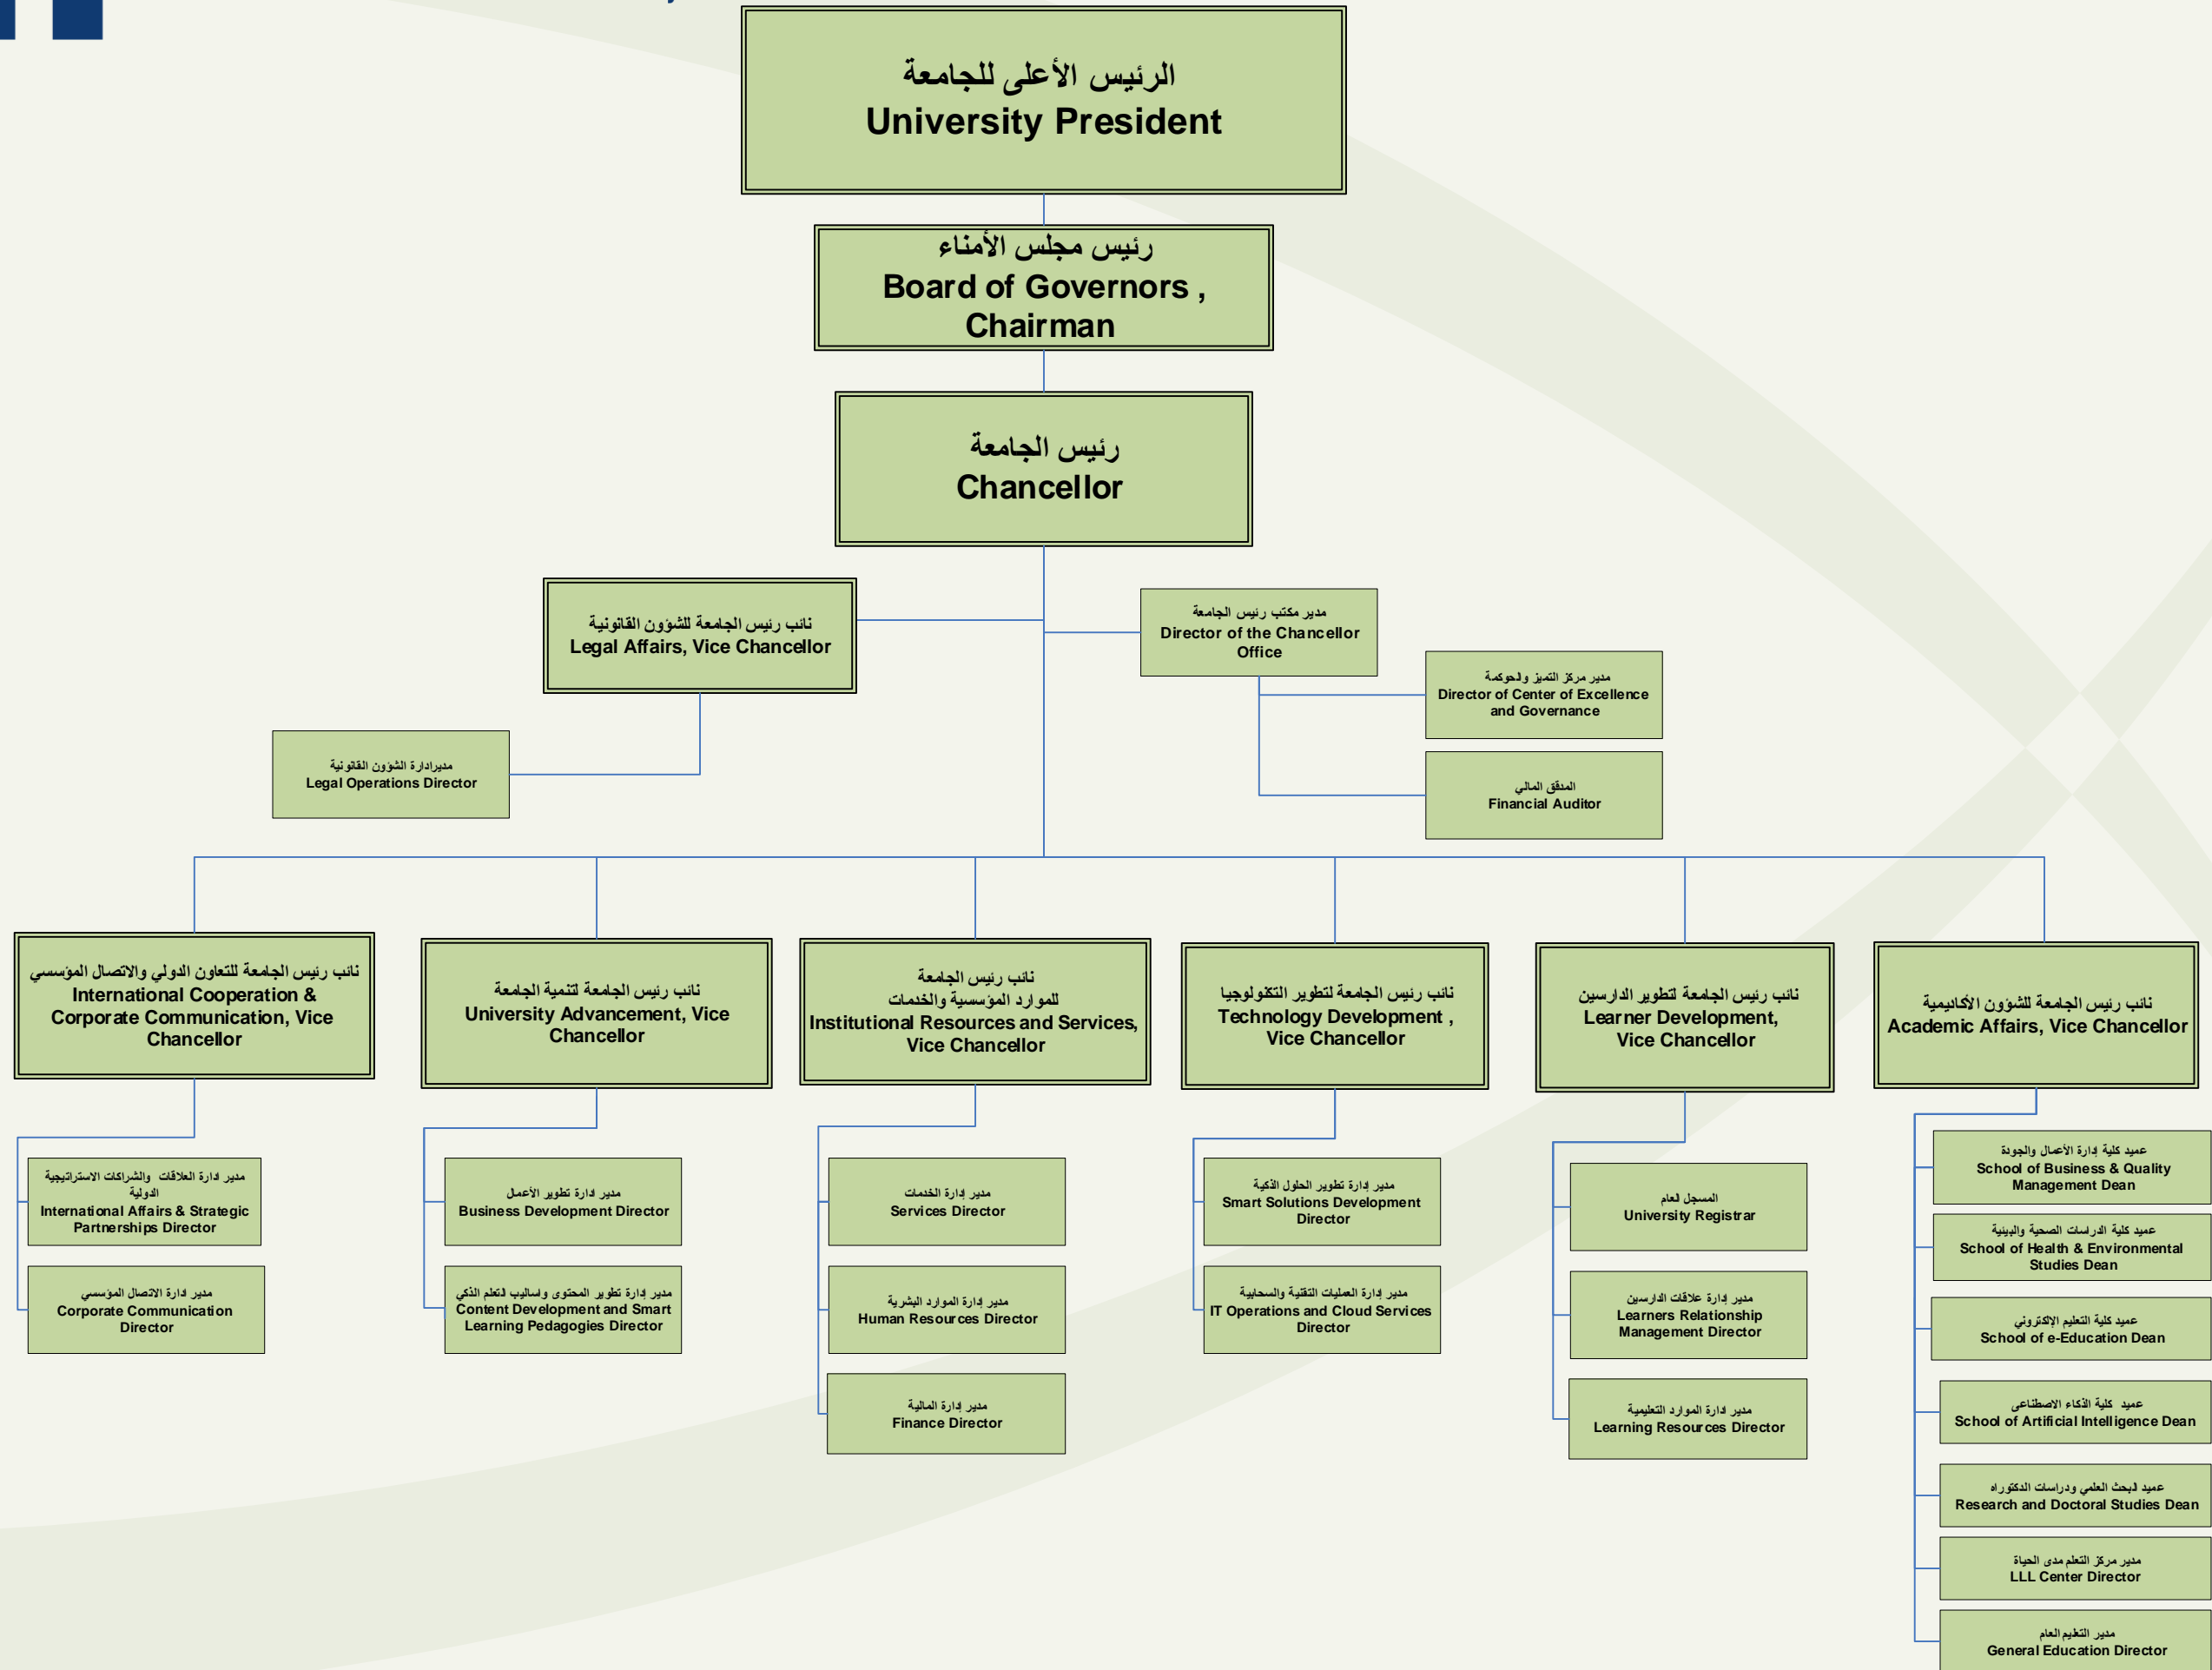 الرئيس الأعلى للجامعة
University President
رئيس مجلس الأمناء
Board of Governors ,
Chairman
رئيس الجامعة
Chancellor
نائب رئيس الجامعة للشؤون القانونية
Legal Affairs, Vice Chancellor
مدير مكتب رئيس الجامعة
Director of the Chancellor
Office
مدير مركز التميز والحوكمة
Director of Center of Excellence
and Governance
مديرادارة الشؤون القانونية
Legal Operations Director
المدقق المالي
Financial Auditor
نائب رئيس الجامعة للتعاون الدولي والاتصال المؤسسي
International Cooperation &
Corporate Communication, Vice
Chancellor
مدير ادارة العلاقات والشراكات الاستراتيجية
الدولية
International Affairs & Strategic
Partnerships Director
مدير ادارة الاتصال المؤسسي
Corporate Communication
Director
نائب رئيس الجامعة لتنمية الجامعة
University Advancement, Vice
Chancellor
مدير ادارة تطوير الأعمال
Business Development Director
مدير إدارة تطوير المحتوى واساليب التعلم الذكي
Content Development and Smart
Learning Pedagogies Director
نائب رئيس الجامعة
للموارد المؤسسية والخدمات
Institutional Resources and Services,
Vice Chancellor
مدير إدارة الخدمات
Services Director
مدير إدارة الموارد البشرية
Human Resources Director
مدير إدارة المالية
Finance Director
نائب رئيس الجامعة لتطوير التكنولوجيا
Technology Development ,
Vice Chancellor
مدير إدارة تطوير الحلول الذكية
Smart Solutions Development
Director
مدير إدارة العمليات التقنية والسحابية
IT Operations and Cloud Services
Director
نائب رئيس الجامعة لتطوير الدارسين
Learner Development,
Vice Chancellor
المسجل العام
University Registrar
مدير إدارة علاقات الدارسين
Learners Relationship
Management Director
مدير ادارة الموارد التعليمية
Learning Resources Director
نائب رئيس الجامعة للشؤون الأكاديمية
Academic Affairs, Vice Chancellor
عميد كلية إدارة الأعمال والجودة
School of Business & Quality
Management Dean
عميد كلية الدراسات الصحية والبيئية
School of Health & Environmental
Studies Dean
عميد كلية التعليم الإلكتروني
School of e-Education Dean
عميد كلية الذكاء الاصطناعى
School of Artificial Intelligence Dean
عميد البحث العلمي ودراسات الدكتوراه
Research and Doctoral Studies Dean
مدير مركز التعلم مدى الحياة
LLL Center Director
مدير التعليم العام
General Education Director